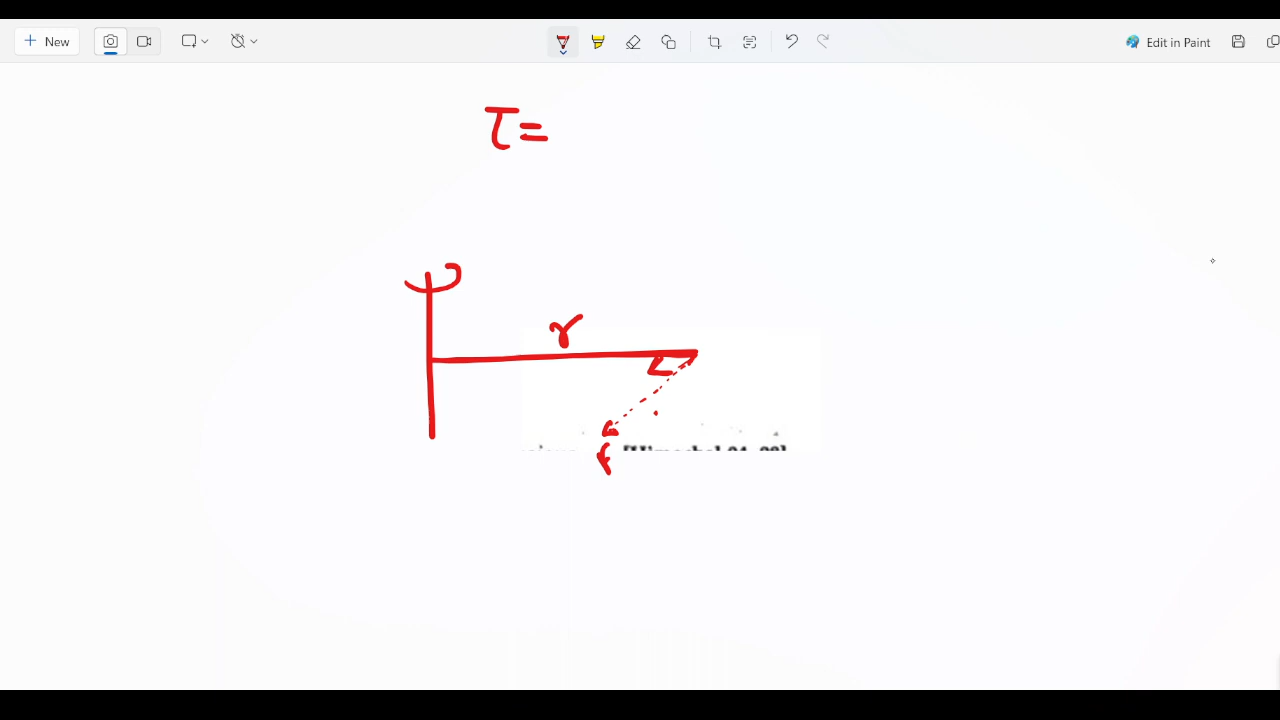 New
Edit in Paint
τ=
r
F